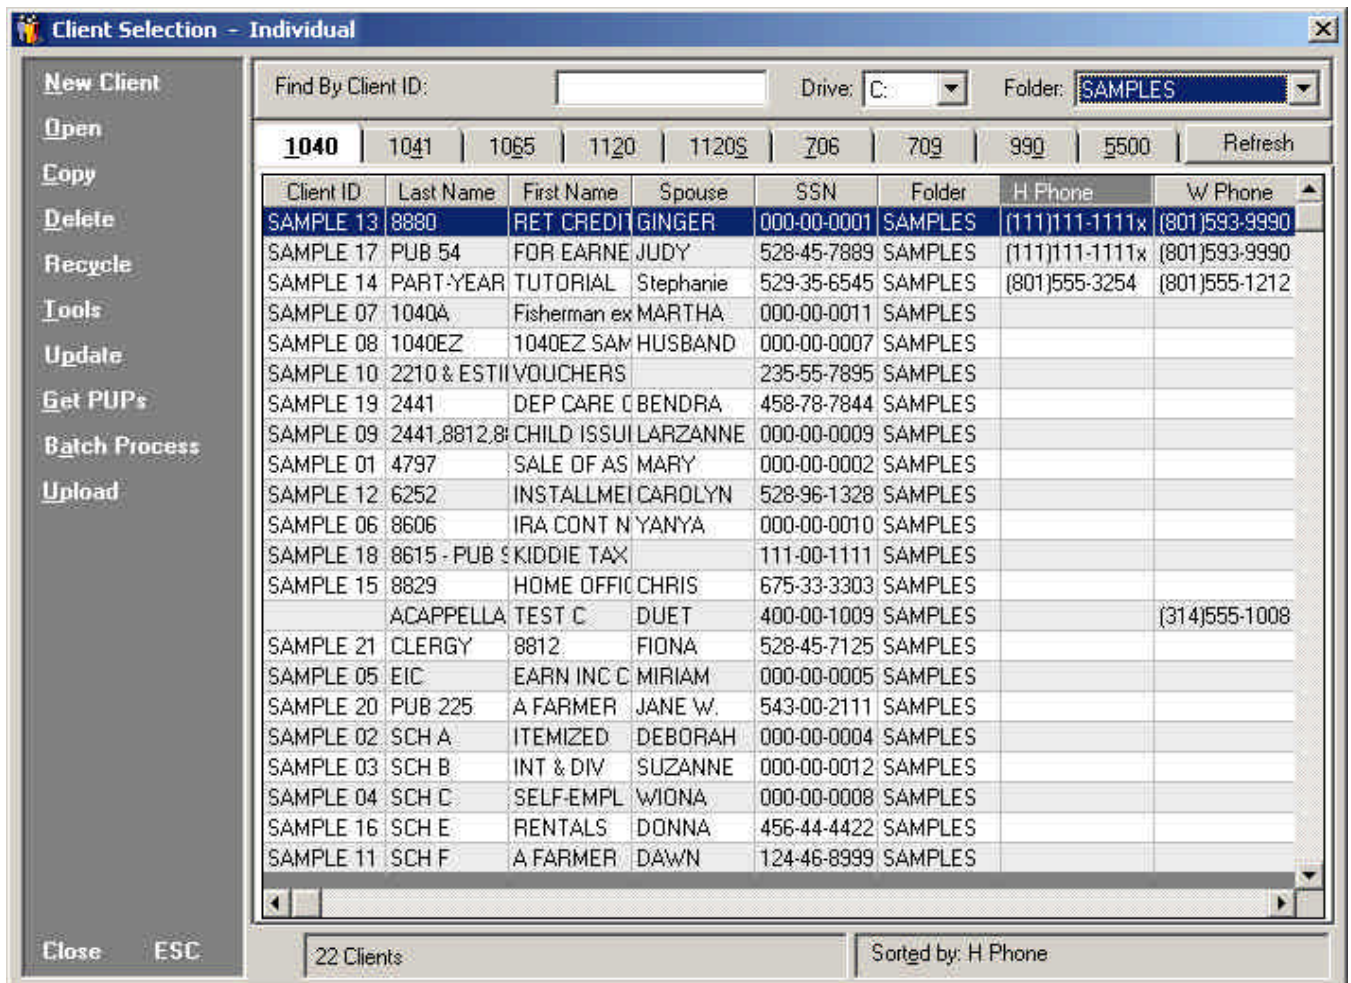 Client Selection - Individual
New Client
Open
Copy
Delete
Recycle
Tools
Update
Get PUPs
Batch Process
Upload
Close ESC
Find By Client ID: Drive: C: Folder: SAMPLES
1040 1041 1065 1120 1120S 706 709 990 5500 Refresh
Client ID Last Name First Name Spouse SSN Folder H Phone W Phone
SAMPLE 13 8880 RET CREDIT GINGER 000-00-0001 SAMPLES (111)111-1111x (801)593-9990
SAMPLE 17 PUB 54 FOR EARNE JUDY 528-45-7889 SAMPLES (111)111-1111x (801)593-9990
SAMPLE 14 PART-YEAR TUTORIAL Stephanie 529-35-6545 SAMPLES (801)555-3254 (801)555-1212
SAMPLE 07 1040A Fisherman ex MARTHA 000-00-0011 SAMPLES
SAMPLE 08 1040EZ 1040EZ SAM HUSBAND 000-00-0007 SAMPLES
SAMPLE 10 2210 & ESTI VOUCHERS 235-55-7895 SAMPLES
SAMPLE 19 2441 DEP CARE C BENDRA 458-78-7844 SAMPLES
SAMPLE 09 2441,8812,8 CHILD ISSU LARZANNE 000-00-0009 SAMPLES
SAMPLE 01 4797 SALE OF AS MARY 000-00-0002 SAMPLES
SAMPLE 12 6252 INSTALLME CAROLYN 528-96-1328 SAMPLES
SAMPLE 06 8606 IRA CONT N YANYA 000-00-0010 SAMPLES
SAMPLE 18 8615 - PUB KIDDIE TAX 111-00-1111 SAMPLES
SAMPLE 15 8829 HOME OFFIC CHRIS 675-33-3303 SAMPLES
ACAPPELLA TEST C DUET 400-00-1009 SAMPLES (314)555-1008
SAMPLE 21 CLERGY 8812 FIONA 528-45-7125 SAMPLES
SAMPLE 05 EIC EARN INC C MIRIAM 000-00-0005 SAMPLES
SAMPLE 20 PUB 225 A FARMER JANE W. 543-00-2111 SAMPLES
SAMPLE 02 SCH A ITEMIZED DEBORAH 000-00-0004 SAMPLES
SAMPLE 03 SCH B INT & DIV SUZANNE 000-00-0012 SAMPLES
SAMPLE 04 SCH C SELF-EMPL WIONA 000-00-0008 SAMPLES
SAMPLE 16 SCH E RENTALS DONNA 456-44-4422 SAMPLES
SAMPLE 11 SCH F A FARMER DAWN 124-46-8999 SAMPLES
22 Clients Sorted by: H Phone